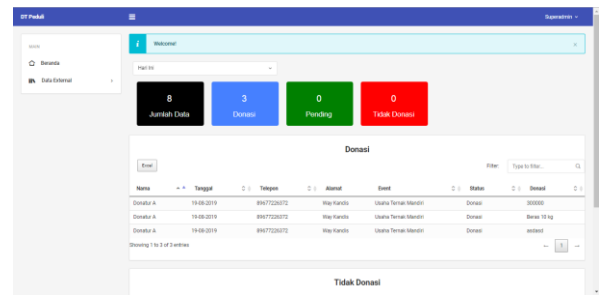 DT Peduli
Superadmin
Welcome!
Beranda
Data External
Hari Ini
8
Jumlah Data
3
Donasi
0
Pending
0
Tidak Donasi
Donasi
Excel
Filter: Type to filter...
Nama Tanggal Telepon Alamat Event Status Donasi
Donatur A 19-08-2019 89677226372 Way Kandis Usaha Ternak Mandiri Donasi 300000
Donatur A 19-08-2019 89677226372 Way Kandis Usaha Ternak Mandiri Donasi Beras 10 kg
Donatur A 19-08-2019 89677226372 Way Kandis Usaha Ternak Mandiri Donasi
Showing 1 to 3 of 3 entries
1
Tidak Donasi